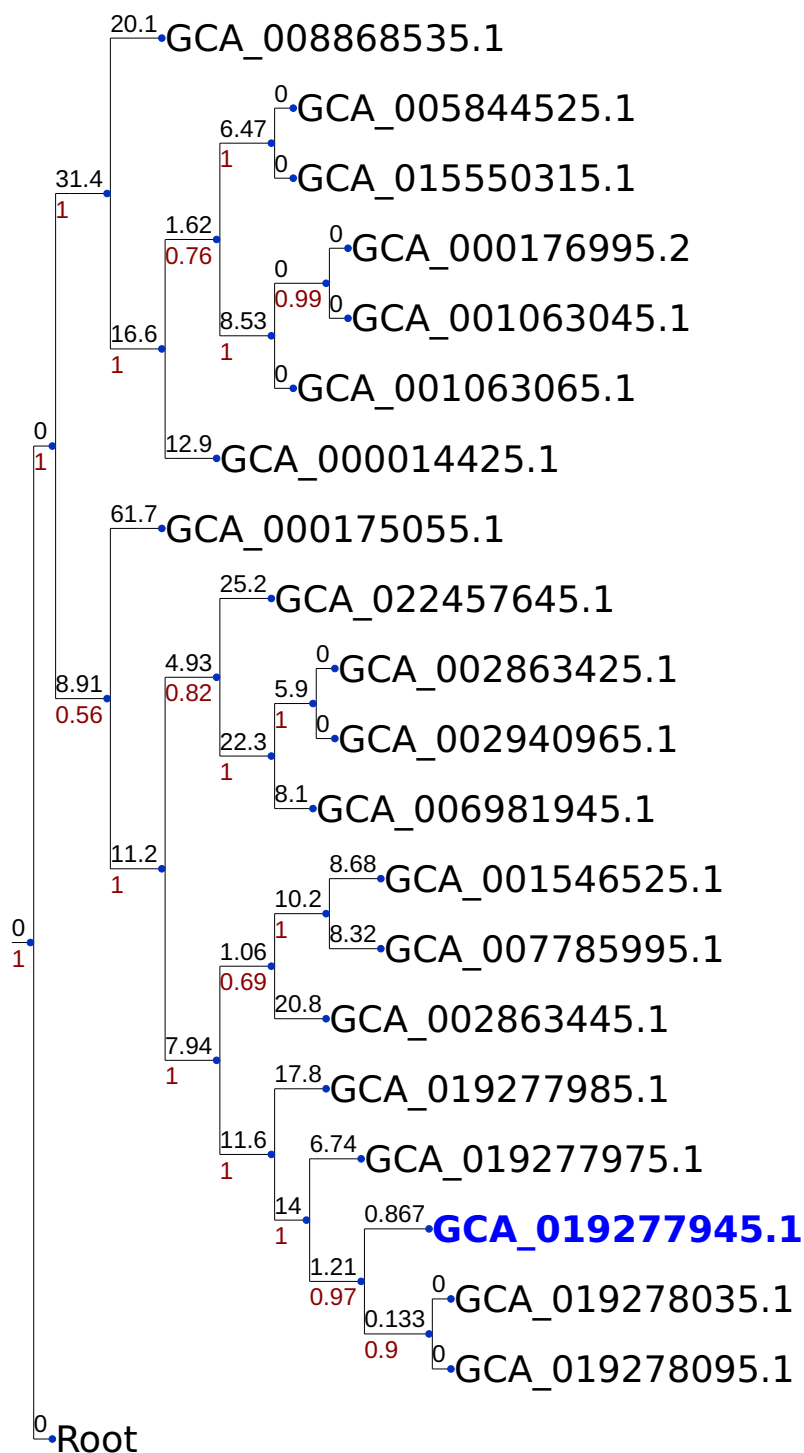 20.1 GCA_008868535.1
0 GCA_005844525.1
6.47
1
0 GCA_015550315.1
31.4
1
1.62
0.76
0 GCA_000176995.2
0
0.99
0 GCA_001063045.1
8.53
1
16.6
1
0 GCA_001063065.1
0
1
12.9 GCA_000014425.1
61.7 GCA_000175055.1
25.2 GCA_022457645.1
4.93
0.82
0 GCA_002863425.1
8.91
0.56
5.9
1
0 GCA_002940965.1
22.3
1
8.1 GCA_006981945.1
11.2
1
8.68 GCA_001546525.1
10.2
1
0
1
8.32 GCA_007785995.1
1.06
0.69
20.8 GCA_002863445.1
7.94
1
17.8 GCA_019277985.1
11.6
1
6.74 GCA_019277975.1
14
1
0.867 GCA_019277945.1
1.21
0.97
0 GCA_019278035.1
0.133
0.9
0 GCA_019278095.1
0 Root